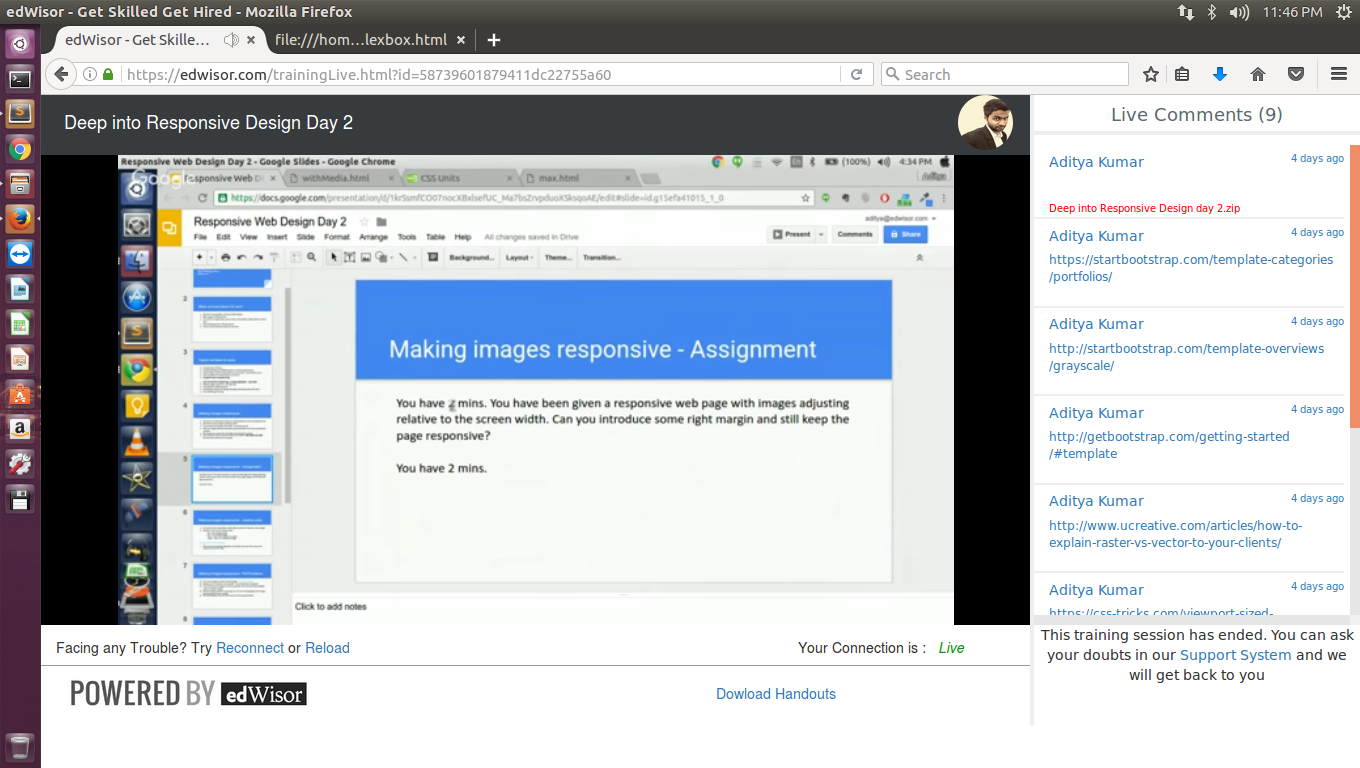 edWisor - Get Skilled Get Hired - Mozilla Firefox
11:46 PM
edWisor - Get Skille...
file:///hom...lexbox.html
https://edwisor.com/trainingLive.html?id=58739601879411dc22755a60
Search
Deep into Responsive Design Day 2
Responsive Web Design Day 2 - Google Slides - Google Chrome
(100%)
4:34 PM
Google
Responsive Web D
withMedia.html
CSS Units
max.html
Responsive Web Design Day 2
aditya@edwisor.com
File Edit View Insert Slide Format Arrange Tools Table Help All changes saved in Drive
Present
Comments
Share
Background...
Layout
Theme...
Transition...
2
3
4
5
6
7
8
Making images responsive - Assignment
You have 2 mins. You have been given a responsive web page with images adjusting
relative to the screen width. Can you introduce some right margin and still keep the
page responsive?
You have 2 mins.
Click to add notes
Facing any Trouble? Try Reconnect or Reload
Your Connection is : Live
POWERED BY edWisor
Dowload Handouts
Live Comments (9)
Aditya Kumar
4 days ago
Deep into Responsive Design day 2.zip
Aditya Kumar
4 days ago
https://startbootstrap.com/template-categories
/portfolios/
Aditya Kumar
4 days ago
http://startbootstrap.com/template-overviews
/grayscale/
Aditya Kumar
4 days ago
http://getbootstrap.com/getting-started
/#template
Aditya Kumar
4 days ago
http://www.ucreative.com/articles/how-to-
explain-raster-vs-vector-to-your-clients/
Aditya Kumar
4 days ago
https://css-tricks.com/viewport-sized-
This training session has ended. You can ask
your doubts in our Support System and we
will get back to you